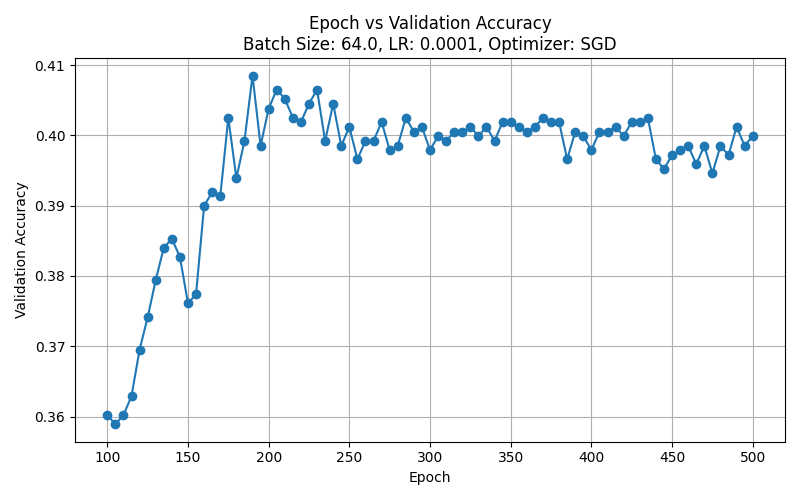 Epoch vs Validation Accuracy
Batch Size: 64.0, LR: 0.0001, Optimizer: SGD
Validation Accuracy
0.41
0.40
0.39
0.38
0.37
0.36
100 150 200 250 300 350 400 450 500
Epoch